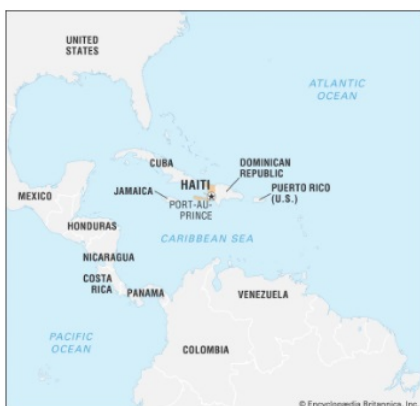 UNITED
STATES
ATLANTIC
OCEAN
CUBA
DOMINICAN
REPUBLIC
HAITI
MEXICO
JAMAICA
PORT-AU-
PRINCE
PUERTO RICO
(U.S.)
HONDURAS
CARIBBEAN SEA
NICARAGUA
COSTA
RICA
PANAMA
VENEZUELA
PACIFIC
OCEAN
COLOMBIA
© Encyclopædia Britannica, Inc.